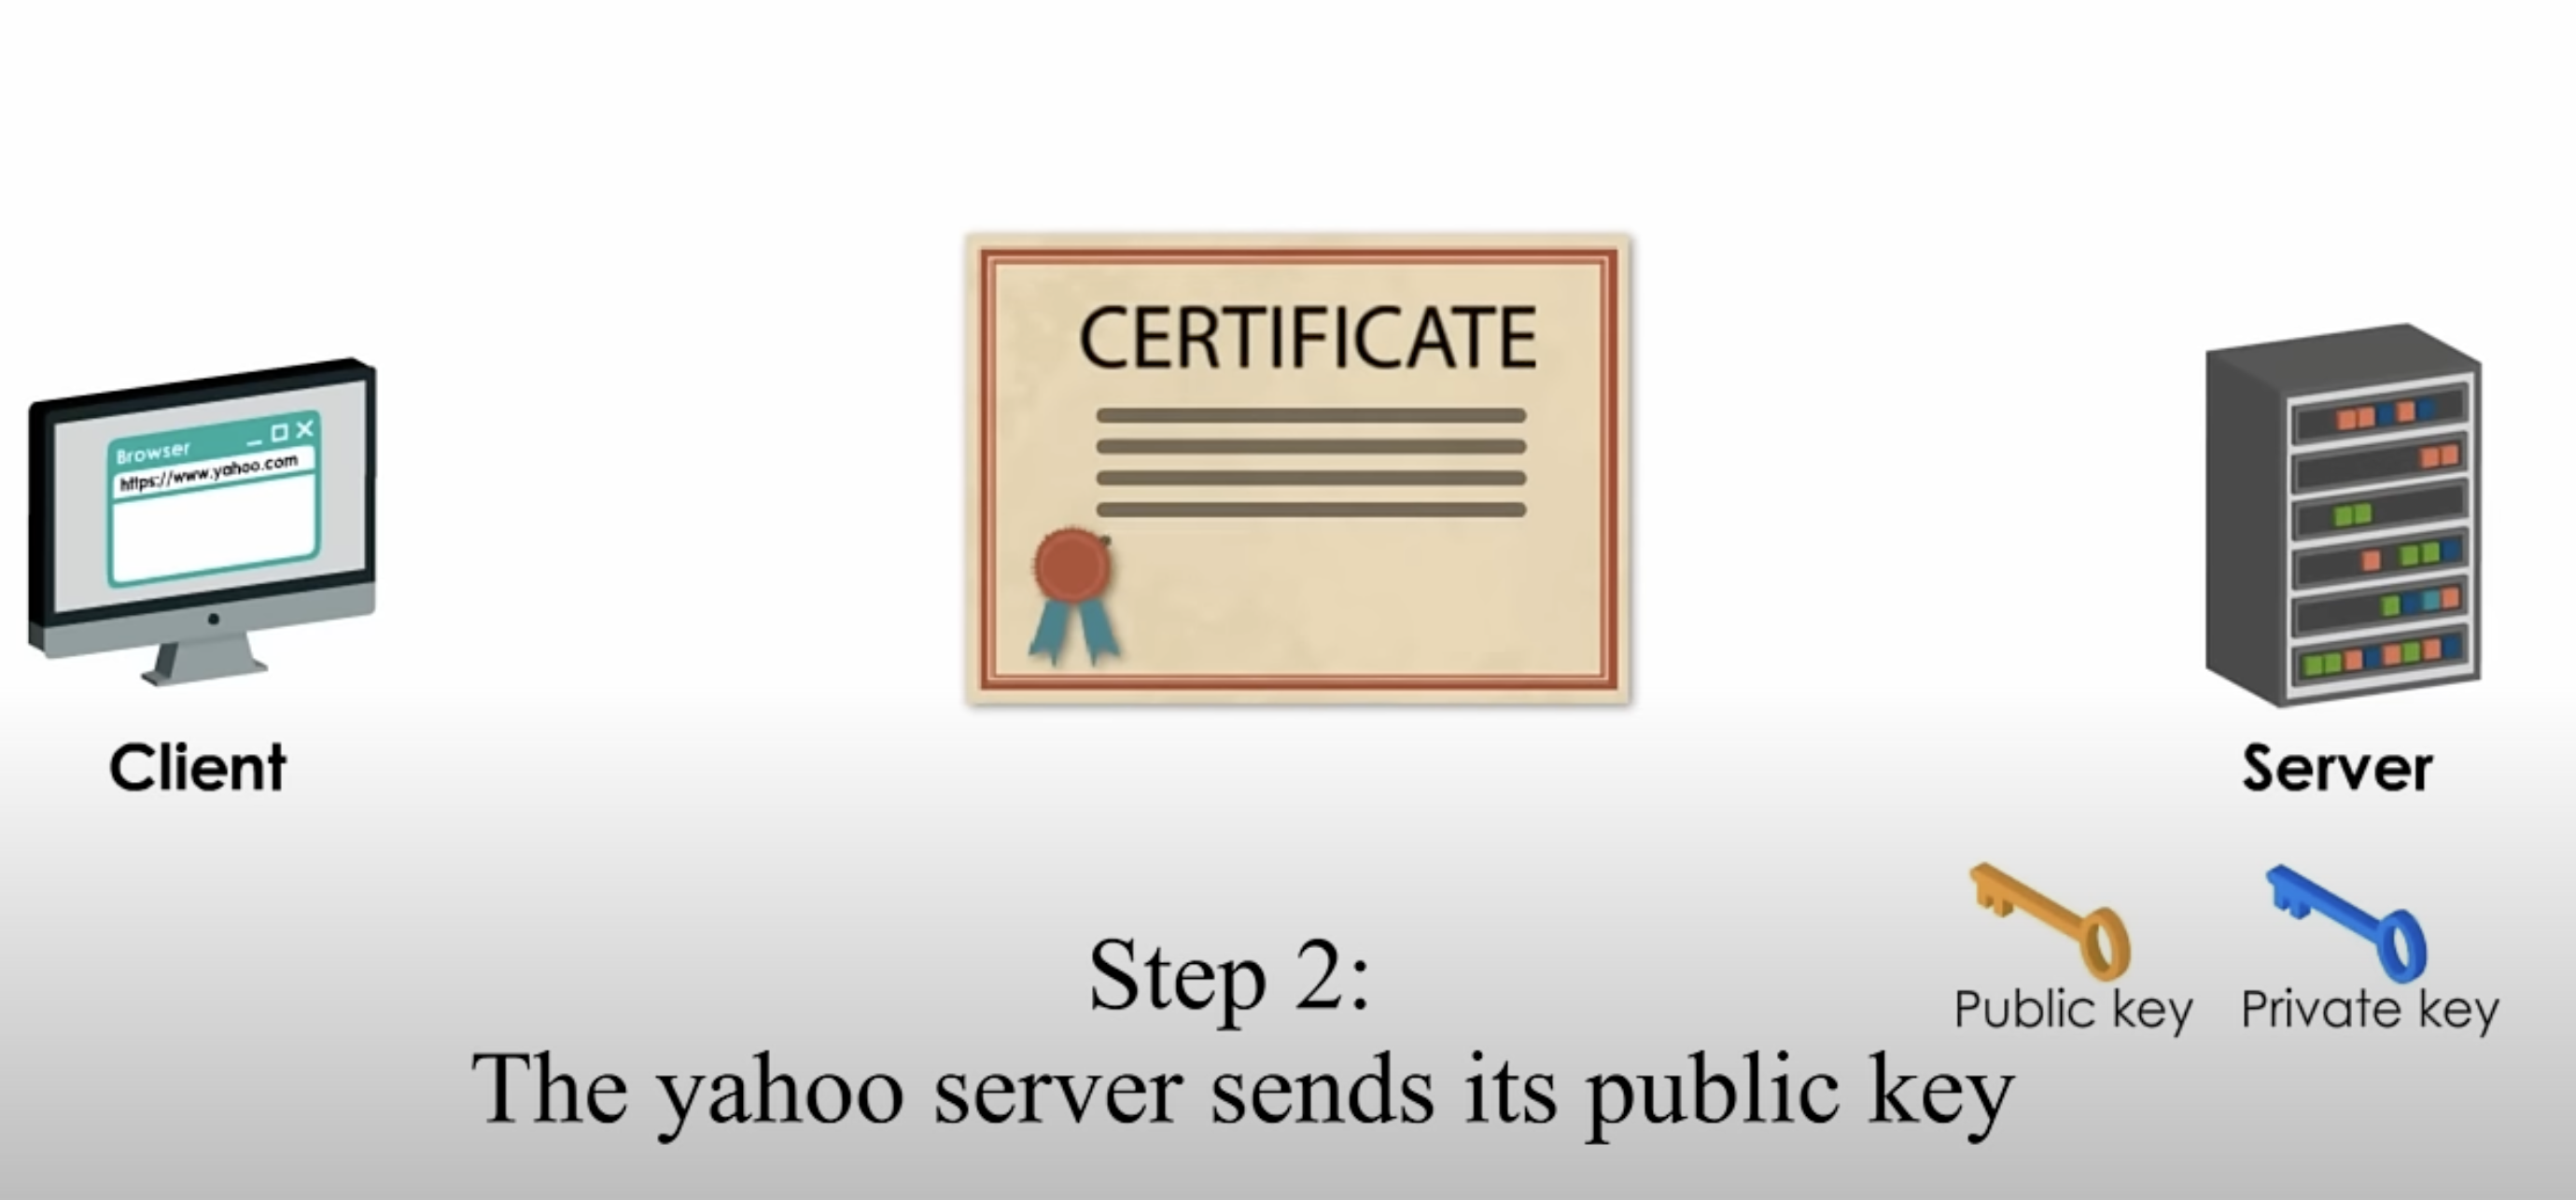 CERTIFICATE
Browser
https://www.yahoo.com
Client
Server
Public key
Private key
Step 2:
The yahoo server sends its public key